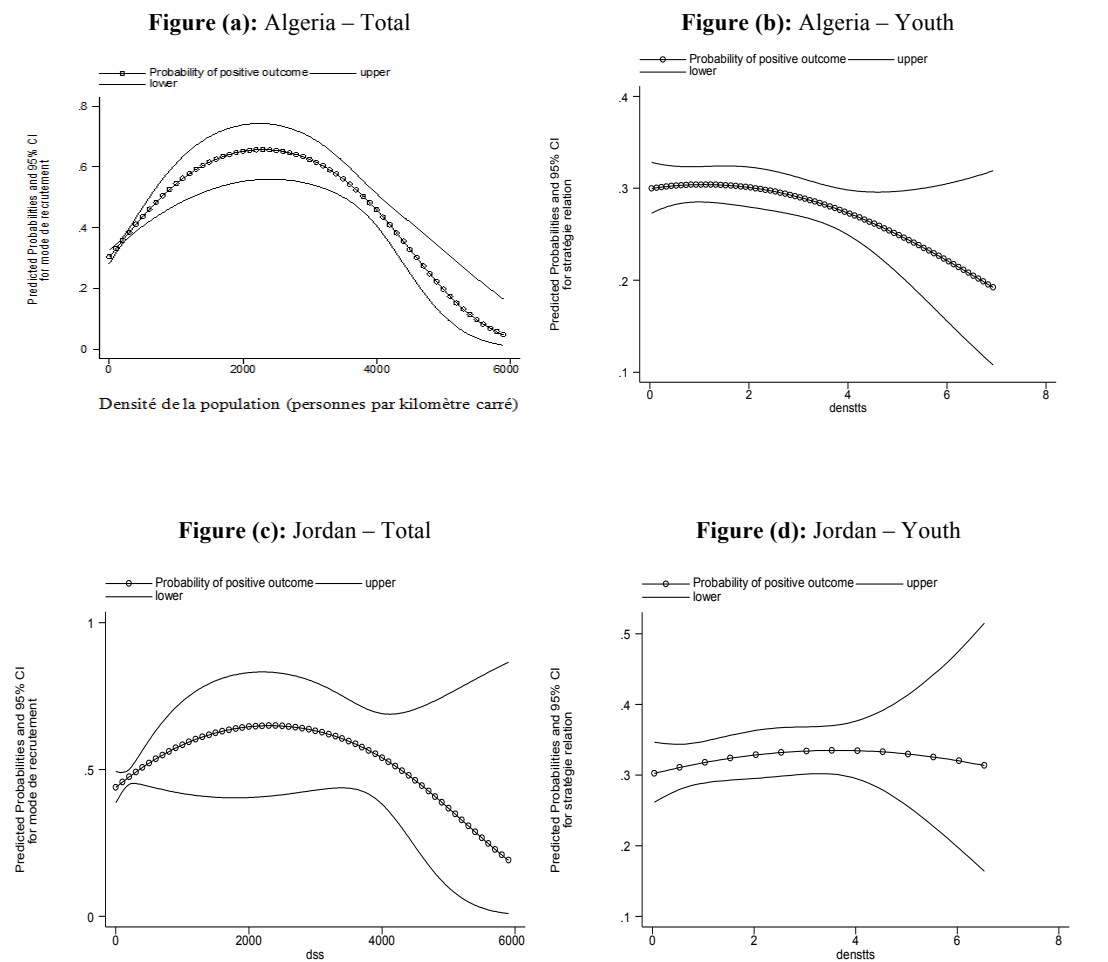 Figure (a): Algeria – Total
Probability of positive outcome
upper
lower
Predicted Probabilities and 95% CI
for mode de recrutement
.8
.6
.4
.2
0
0
2000
4000
6000
Densité de la population (personnes par kilomètre carré)
Figure (b): Algeria – Youth
Probability of positive outcome
upper
lower
Predicted Probabilities and 95% CI
for stratégie relation
.4
.3
.2
.1
0
2
4
6
8
denstts
Figure (c): Jordan – Total
Probability of positive outcome
upper
lower
Predicted Probabilities and 95% CI
for mode de recrutement
1
.5
0
0
2000
4000
6000
dss
Figure (d): Jordan – Youth
Probability of positive outcome
upper
lower
Predicted Probabilities and 95% CI
for stratégie relation
.5
.4
.3
.2
.1
0
2
4
6
8
denstts